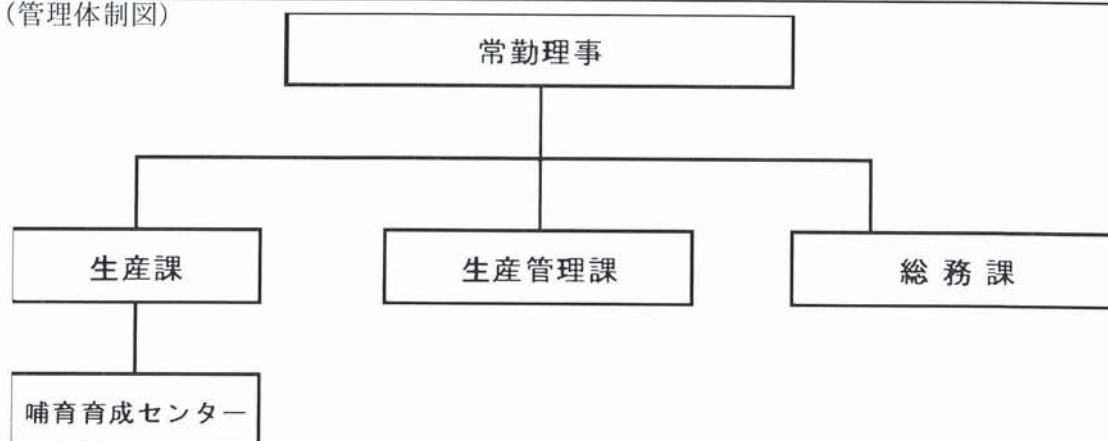 (管理体制図)
常勤理事
生産課
生産管理課
総務課
哺育育成センター